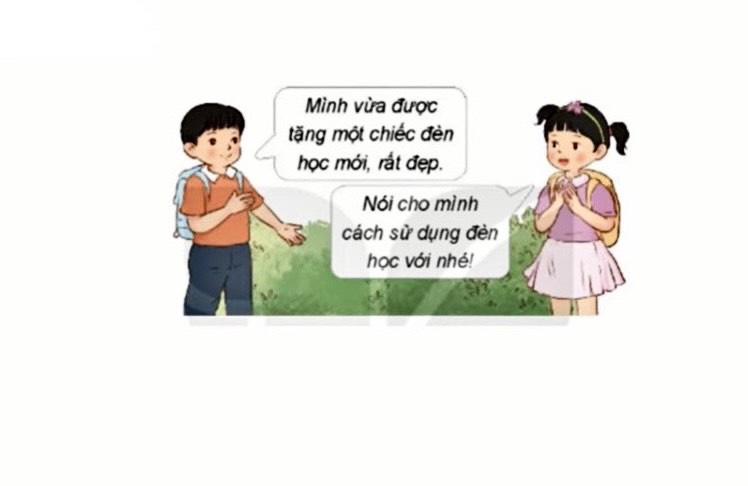 Mình vừa được
tặng một chiếc đèn
học mới, rất đẹp.
Nói cho mình
cách sử dụng đèn
học với nhé!